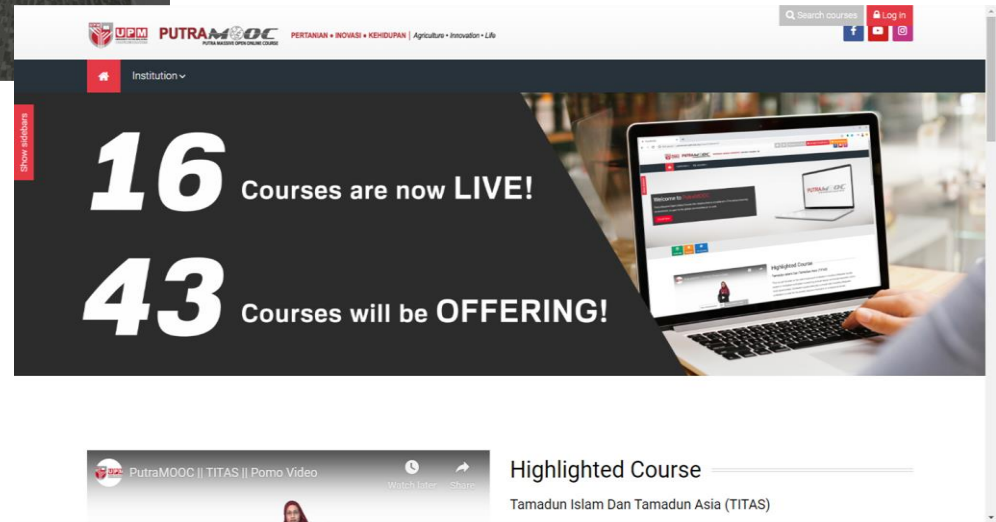 Search courses
Log In
UPM
PUTRAMOOC
PUTRA MASSIVE OPEN ONLINE COURSE
PERTANIAN • INOVASI • KEHIDUPAN | Agriculture • Innovation • Life
Institution
Show sidebars
16 Courses are now LIVE!
43 Courses will be OFFERING!
Highlighted Course
PutraMOOC || TITAS || Pomo Video
Watch later
Share
Highlighted Course
Tamadun Islam Dan Tamadun Asia (TITAS)